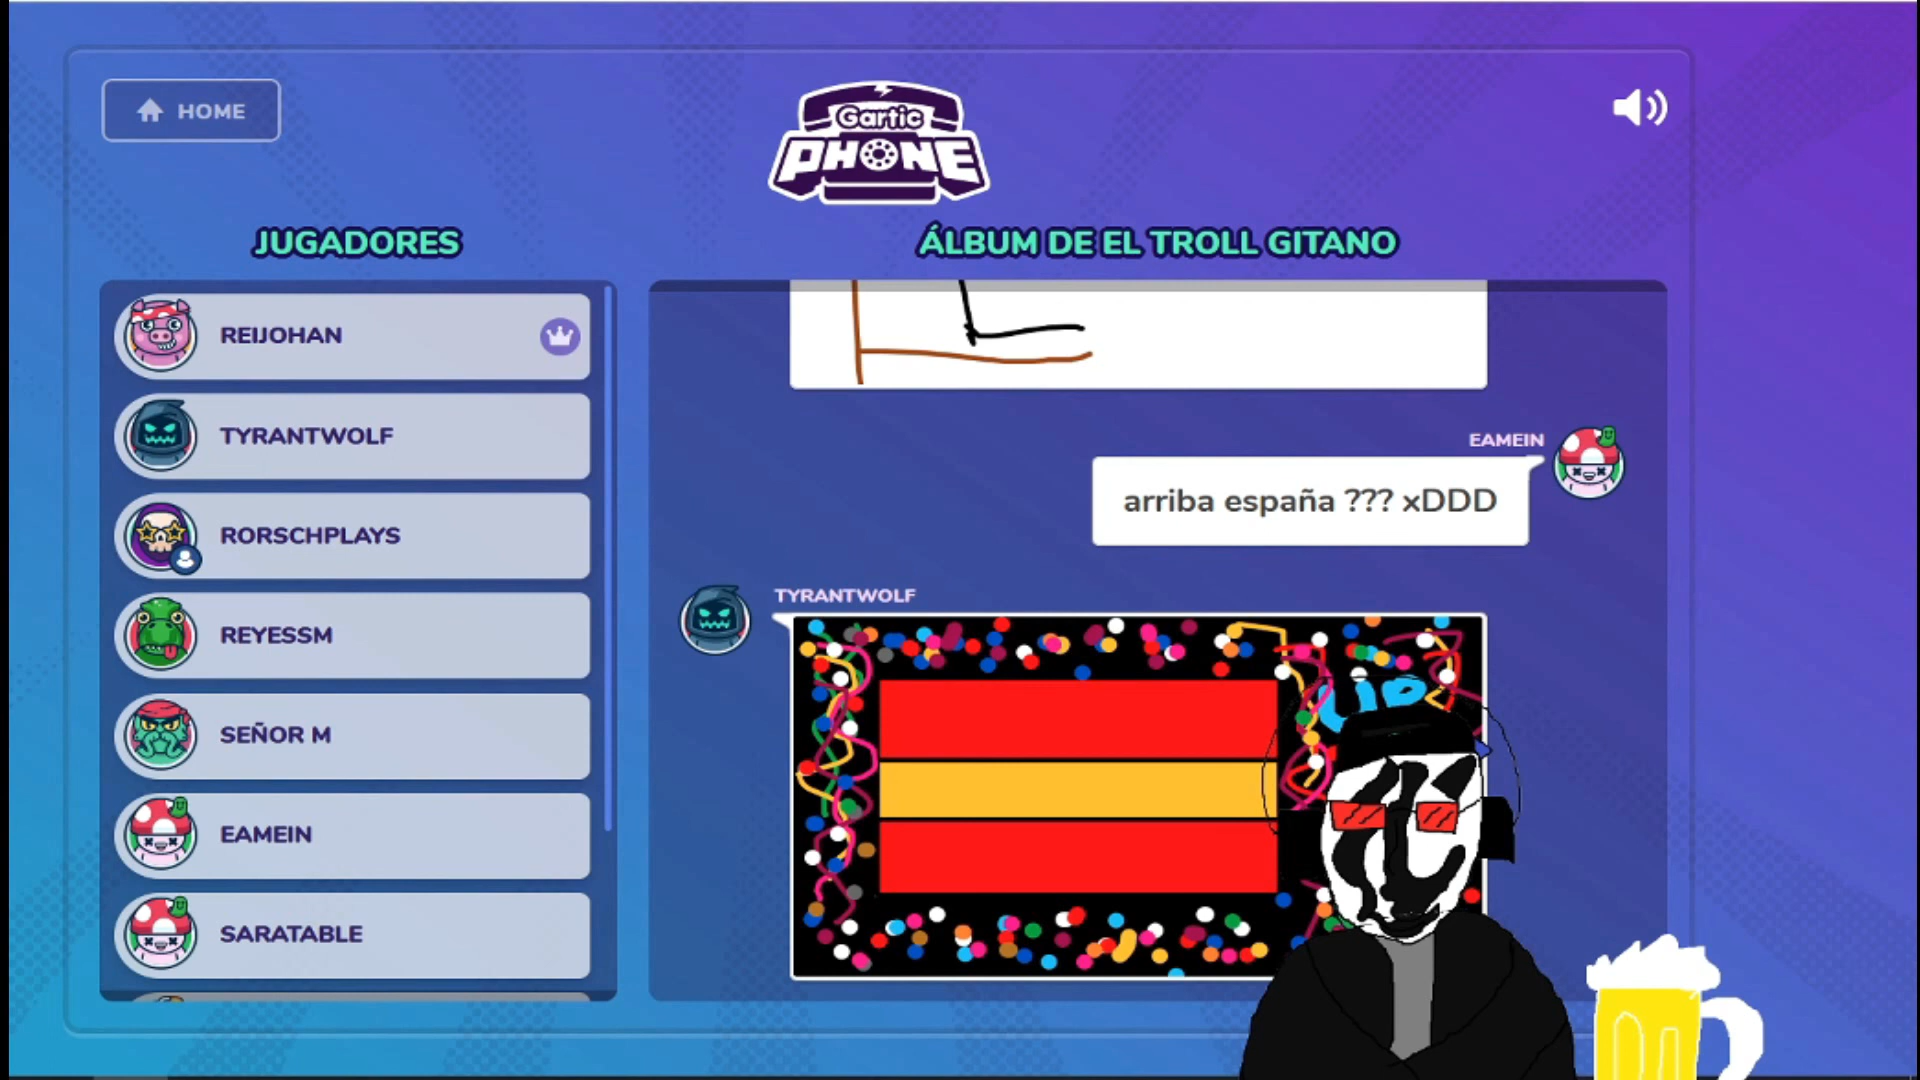 HOME
Gartic
PHONE
JUGADORES
ÁLBUM DE EL TROLL GITANO
REIJOHAN
TYRANTWOLF
RORSCHPLAYS
REYESSM
SEÑOR M
EAMEIN
SARATABLE
EAMEIN
arriba españa ??? xDDD
TYRANTWOLF